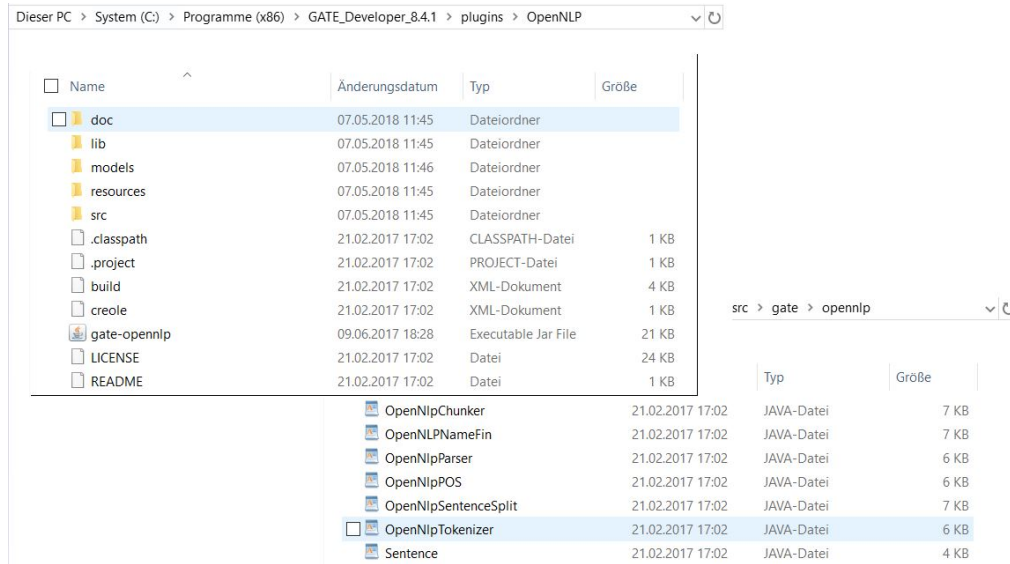 Dieser PC > System (C:) > Programme (x86) > GATE_Developer_8.4.1 > plugins > OpenNLP
Name Änderungsdatum Typ Größe
doc 07.05.2018 11:45 Dateiordner
lib 07.05.2018 11:45 Dateiordner
models 07.05.2018 11:46 Dateiordner
resources 07.05.2018 11:45 Dateiordner
src 07.05.2018 11:45 Dateiordner
.classpath 21.02.2017 17:02 CLASSPATH-Datei 1 KB
.project 21.02.2017 17:02 PROJECT-Datei 1 KB
build 21.02.2017 17:02 XML-Dokument 4 KB
creole 21.02.2017 17:02 XML-Dokument 1 KB
gate-opennlp 09.06.2017 18:28 Executable Jar File 21 KB
LICENSE 21.02.2017 17:02 Datei 24 KB
README 21.02.2017 17:02 Datei 1 KB
src > gate > opennlp
Typ Größe
OpenNlpChunker 21.02.2017 17:02 JAVA-Datei 7 KB
OpenNLPNameFin 21.02.2017 17:02 JAVA-Datei 7 KB
OpenNlpParser 21.02.2017 17:02 JAVA-Datei 6 KB
OpenNlpPOS 21.02.2017 17:02 JAVA-Datei 6 KB
OpenNlpSentenceSplit 21.02.2017 17:02 JAVA-Datei 7 KB
OpenNlpTokenizer 21.02.2017 17:02 JAVA-Datei 6 KB
Sentence 21.02.2017 17:02 JAVA-Datei 4 KB